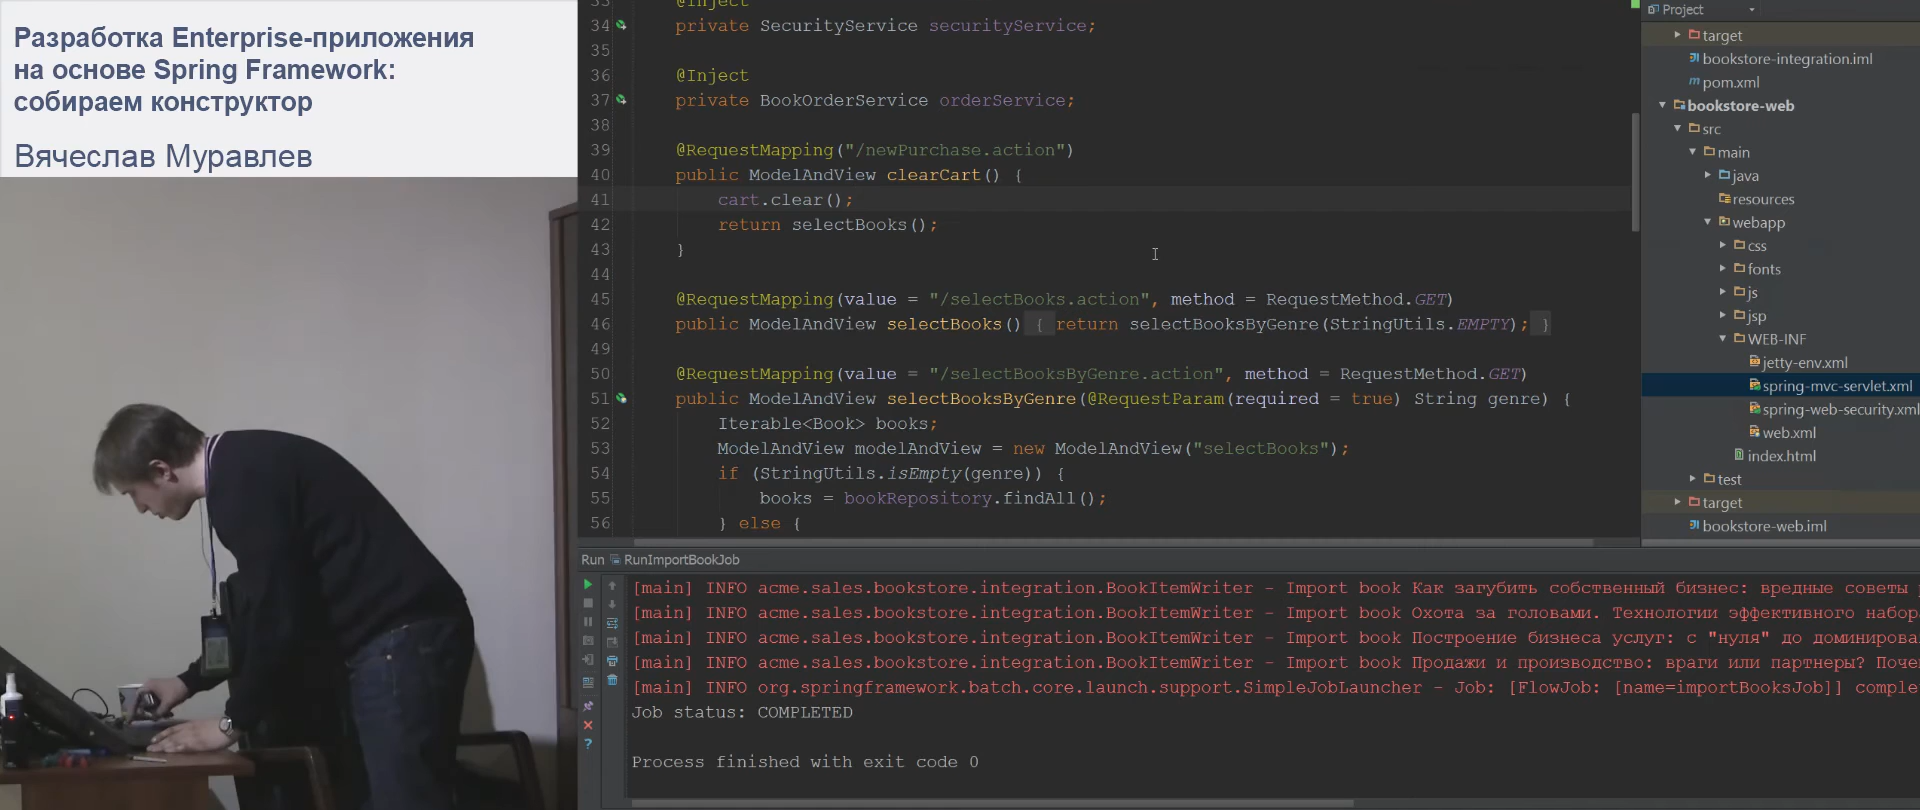 Разработка Enterprise-приложения
на основе Spring Framework:
собираем конструктор
Вячеслав Муравлев
@Inject
34 private SecurityService securityService;
35
36 @Inject
37 private BookOrderService orderService;
38
39 @RequestMapping("/newPurchase.action")
40 public ModelAndView clearCart() {
41 cart.clear();
42 return selectBooks();
43 }
44
45 @RequestMapping(value = "/selectBooks.action", method = RequestMethod.GET)
46 public ModelAndView selectBooks() { return selectBooksByGenre(StringUtils.EMPTY); }
49
50 @RequestMapping(value = "/selectBooksByGenre.action", method = RequestMethod.GET)
51 public ModelAndView selectBooksByGenre(@RequestParam(required = true) String genre) {
52 Iterable<Book> books;
53 ModelAndView modelAndView = new ModelAndView("selectBooks");
54 if (StringUtils.isEmpty(genre)) {
55 books = bookRepository.findAll();
56 } else {
Project
target
bookstore-integration.iml
pom.xml
bookstore-web
src
main
java
resources
webapp
css
fonts
js
jsp
WEB-INF
jetty-env.xml
spring-mvc-servlet.xml
spring-web-security.xml
web.xml
index.html
test
target
bookstore-web.iml
Run RunImportBookJob
[main] INFO acme.sales.bookstore.integration.BookItemWriter - Import book Как загубить собственный бизнес: вредные советы
[main] INFO acme.sales.bookstore.integration.BookItemWriter - Import book Охота за головами. Технологии эффективного набор
[main] INFO acme.sales.bookstore.integration.BookItemWriter - Import book Построение бизнеса услуг: с "нуля" до доминирова
[main] INFO acme.sales.bookstore.integration.BookItemWriter - Import book Продажи и производство: враги или партнеры? Поче
[main] INFO org.springframework.batch.core.launch.support.SimpleJobLauncher - Job: [FlowJob: [name=importBooksJob]] comple
Job status: COMPLETED
Process finished with exit code 0